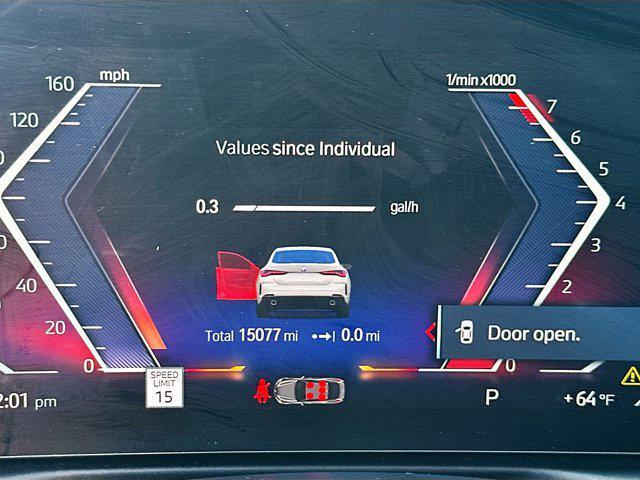 160 mph
1/min x1000
120
7
6
Values since Individual
5
0.3 gal/h
4
3
40
2
20
Total 15077 mi 0.0 mi
Door open.
0
0
SPEED
LIMIT
15
2:01 pm
P
+64°F